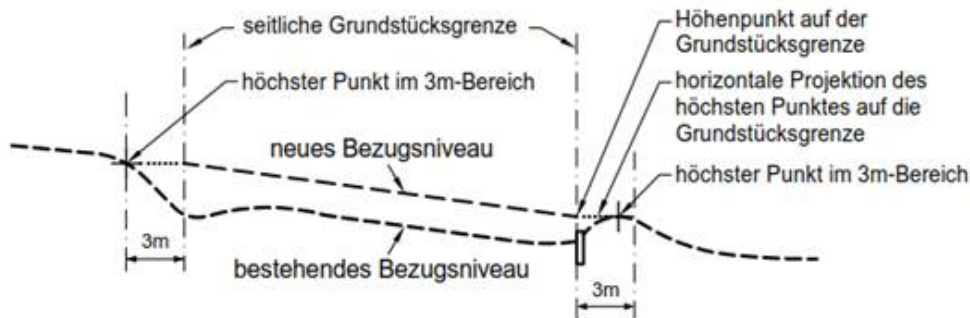 seitliche Grundstücksgrenze
Höhenpunkt auf der
Grundstücksgrenze
höchster Punkt im 3m-Bereich
horizontale Projektion des
höchsten Punktes auf die
Grundstücksgrenze
neues Bezugsniveau
höchster Punkt im 3m-Bereich
3m
bestehendes Bezugsniveau
3m